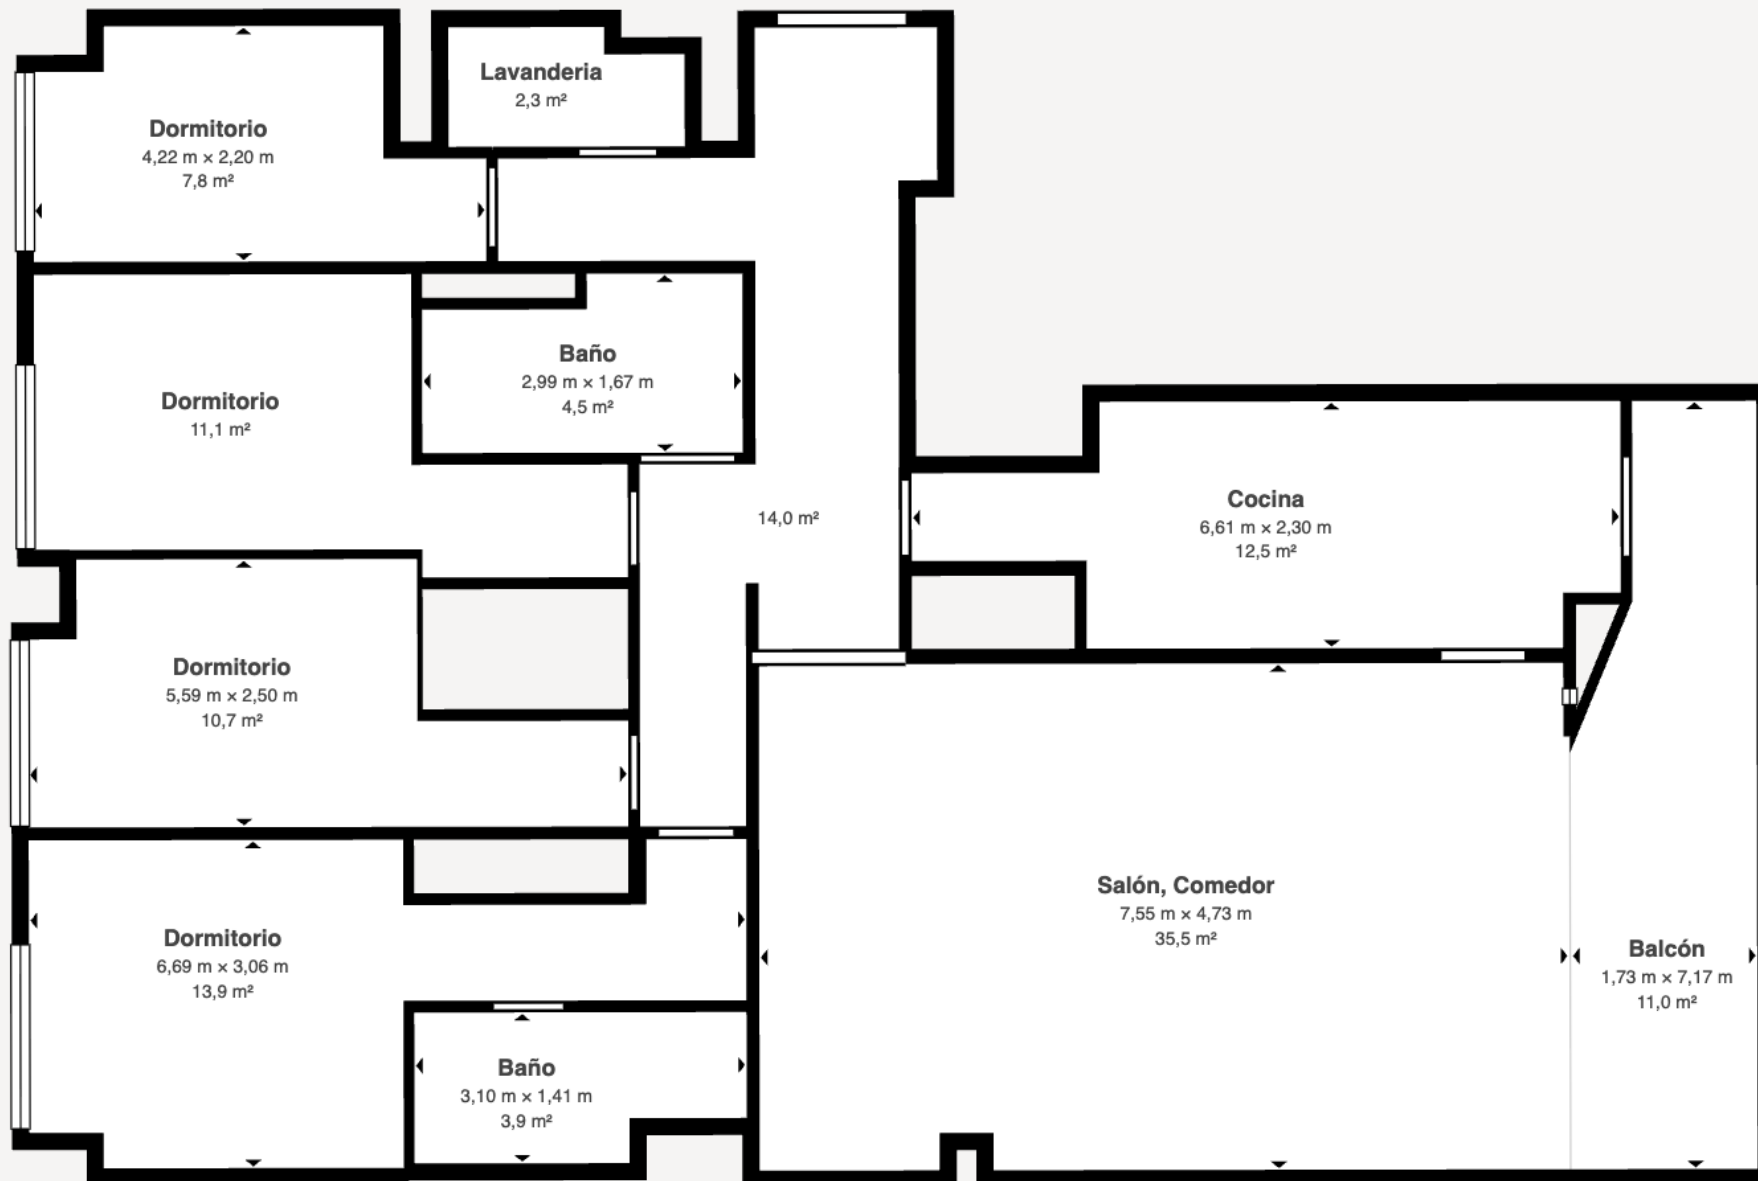 Lavanderia
2,3 m²
Dormitorio
4,22 m × 2,20 m
7,8 m²
Baño
2,99 m × 1,67 m
4,5 m²
Dormitorio
11,1 m²
14,0 m²
Cocina
6,61 m × 2,30 m
12,5 m²
Dormitorio
5,59 m × 2,50 m
10,7 m²
Salón, Comedor
7,55 m × 4,73 m
35,5 m²
Dormitorio
6,69 m × 3,06 m
13,9 m²
Balcón
1,73 m × 7,17 m
11,0 m²
Baño
3,10 m × 1,41 m
3,9 m²